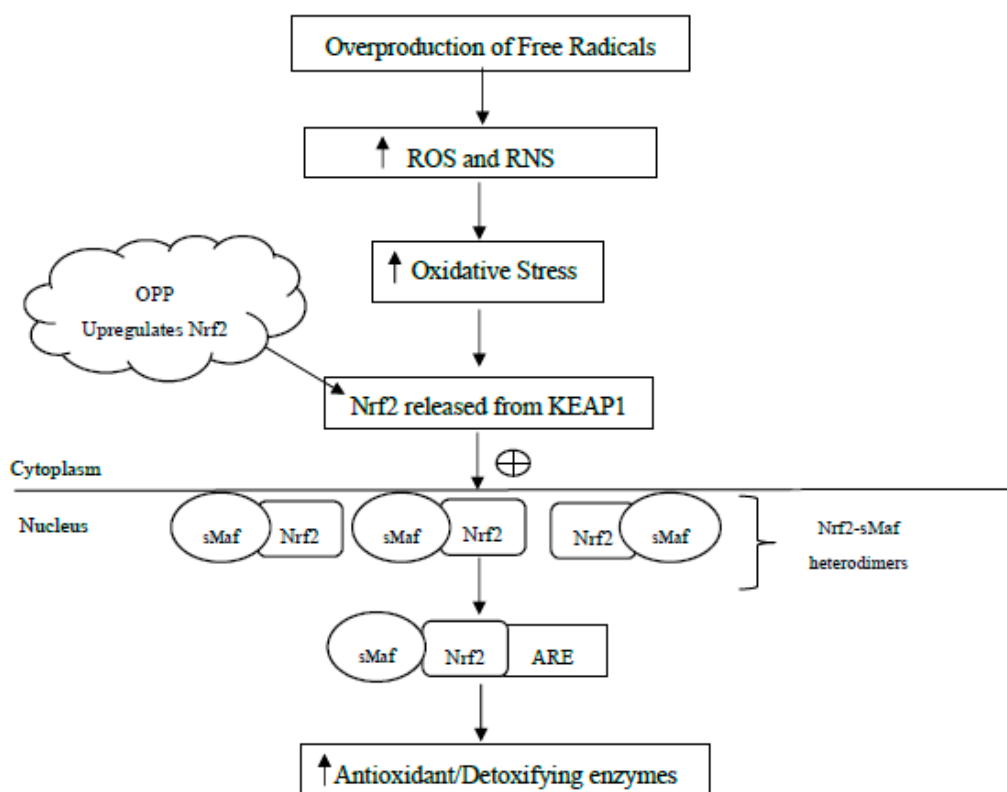 Overproduction of Free Radicals
↑ ROS and RNS
↑ Oxidative Stress
OPP
Upregulates Nrf2
Nrf2 released from KEAP1
Cytoplasm
Nucleus
sMaf Nrf2 sMaf Nrf2 Nrf2 sMaf
Nrf2-sMaf
heterodimers
sMaf Nrf2 ARE
↑ Antioxidant/Detoxifying enzymes